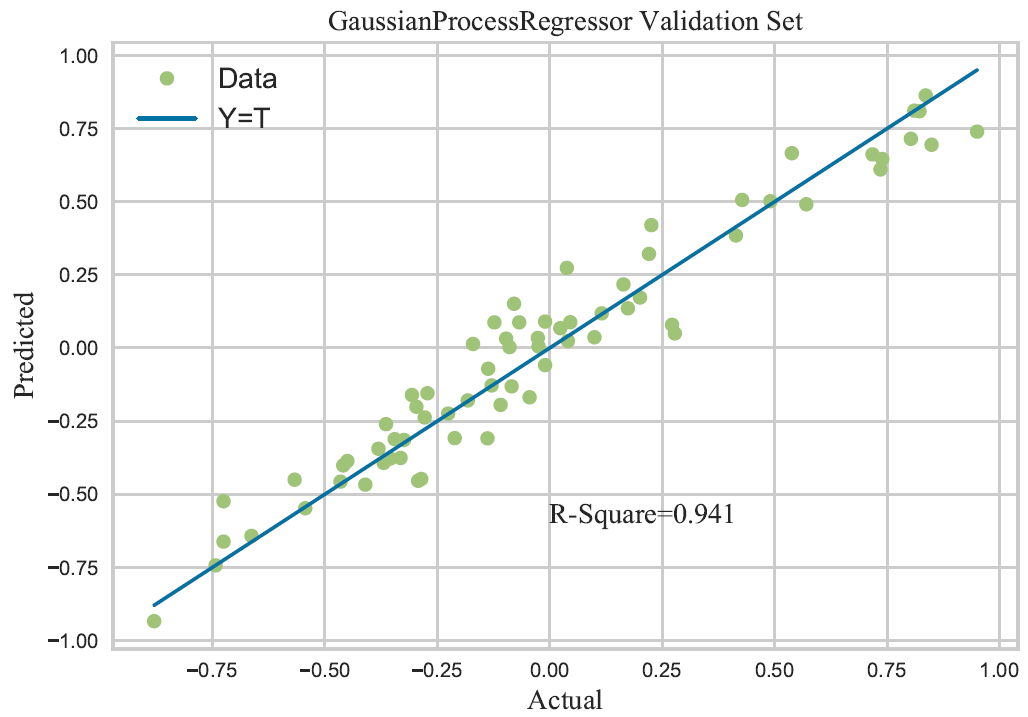 GaussianProcessRegressor Validation Set
Data
Y=T
1.00
0.75
0.50
0.25
0.00
−0.25
−0.50
−0.75
−1.00
Predicted
R-Square=0.941
−0.75 −0.50 −0.25 0.00 0.25 0.50 0.75 1.00
Actual